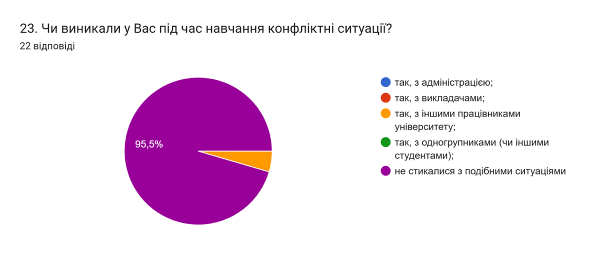 23. Чи виникали у Вас під час навчання конфліктні ситуації?
22 відповіді
95,5%
так, з адміністрацією;
так, з викладачами;
так, з іншими працівниками
університету;
так, з одногрупниками (чи іншими
студентами);
не стикалися з подібними ситуаціями